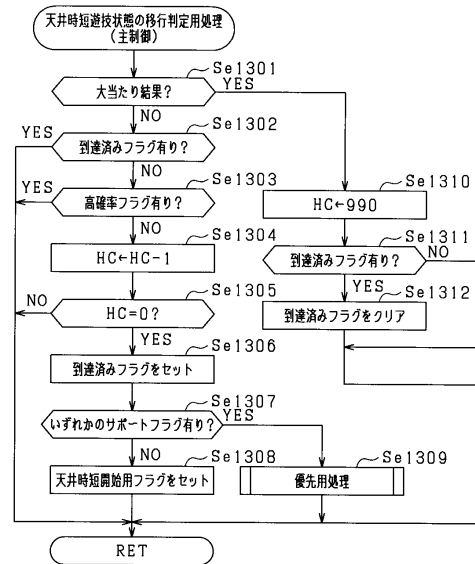 天井時短遊技状態の移行判定用処理
(主制御)
Se1301
大当たり結果?
YES
NO
Se1302
YES
到達済みフラグ有り?
NO
Se1303
YES
高確率フラグ有り?
Se1310
HC←990
NO
Se1304
HC←HC-1
Se1311
到達済みフラグ有り?
NO
Se1305
NO
HC=0?
YES
Se1312
到達済みフラグをクリア
YES
Se1306
到達済みフラグをセット
Se1307
いずれかのサポートフラグ有り?
YES
NO
Se1308
天井時短開始用フラグをセット
Se1309
優先用処理
RET